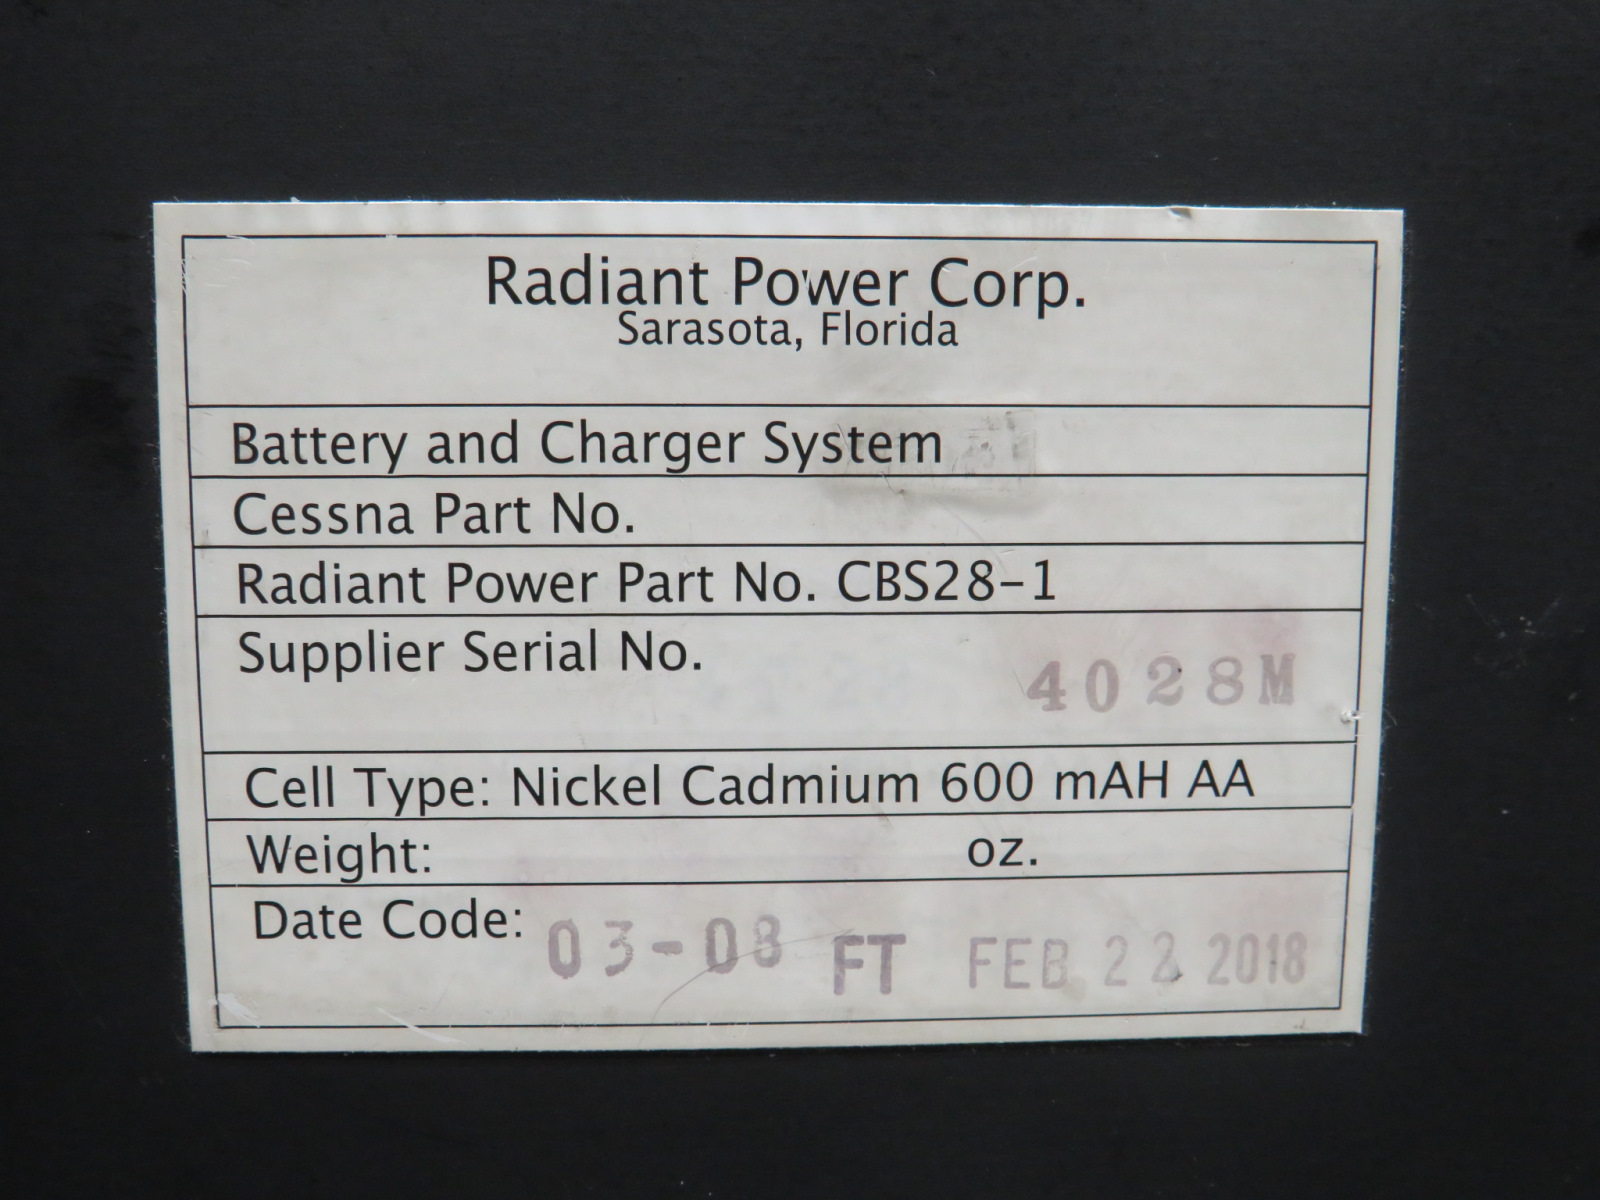 Radiant Power Corp.
Sarasota, Florida
Battery and Charger System
Cessna Part No.
Radiant Power Part No. CBS28-1
Supplier Serial No.
4028M
Cell Type: Nickel Cadmium 600 mAH AA
Weight: oz.
Date Code: 03-08 FT FEB 22 2018